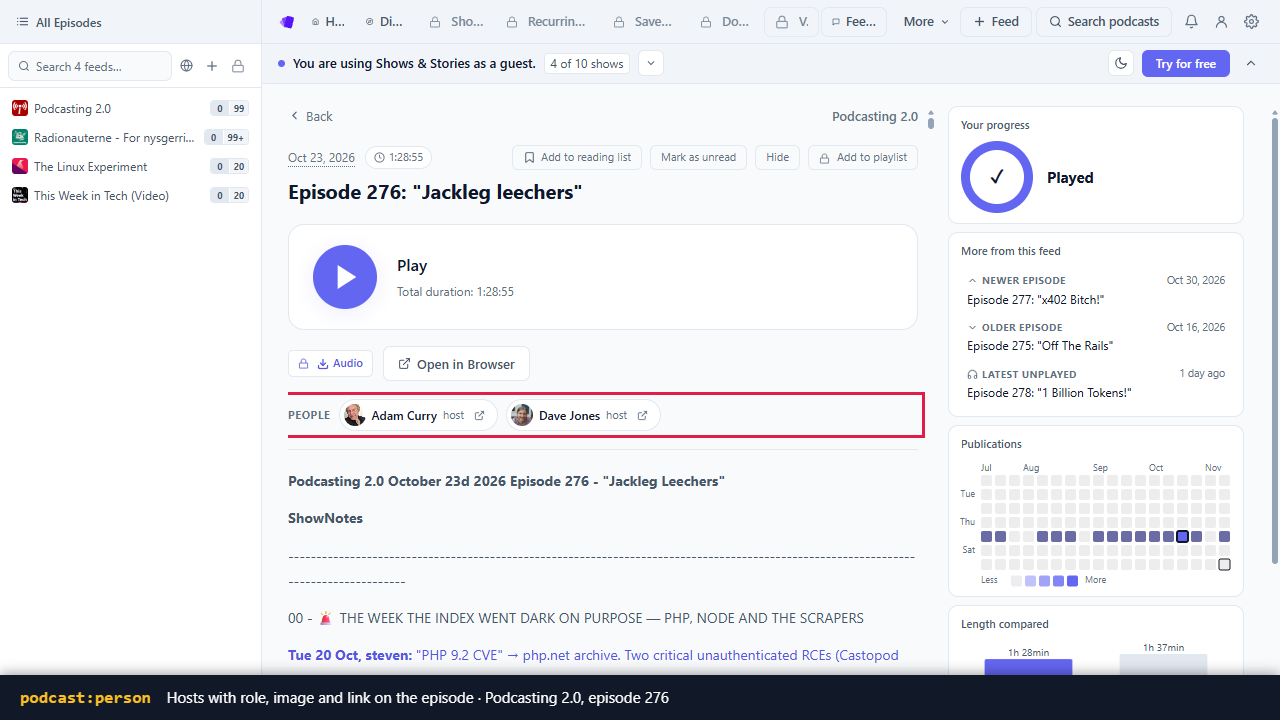 All Episodes
H...
Di...
Sho...
Recurrin...
Save...
Do...
V.
Fee...
More
Feed
Search podcasts
Search 4 feeds...
You are using Shows & Stories as a guest.
4 of 10 shows
Try for free
Podcasting 2.0 0 99
Radionauterne - For nysgerri... 0 99+
The Linux Experiment 0 20
This Week in Tech (Video) 0 20
Back
Podcasting 2.0
Oct 23, 2026
1:28:55
Add to reading list
Mark as unread
Hide
Add to playlist
Episode 276: "Jackleg leechers"
Play
Total duration: 1:28:55
Audio
Open in Browser
PEOPLE
Adam Curry host
Dave Jones host
Podcasting 2.0 October 23d 2026 Episode 276 - "Jackleg Leechers"
ShowNotes
00 - 🚨 THE WEEK THE INDEX WENT DARK ON PURPOSE — PHP, NODE AND THE SCRAPERS
Tue 20 Oct, steven: "PHP 9.2 CVE" → php.net archive. Two critical unauthenticated RCEs (Castopod
Your progress
✓
Played
More from this feed
NEWER EPISODE Oct 30, 2026
Episode 277: "x402 Bitch!"
OLDER EPISODE Oct 16, 2026
Episode 275: "Off The Rails"
LATEST UNPLAYED 1 day ago
Episode 278: "1 Billion Tokens!"
Publications
Jul Aug Sep Oct Nov
Tue
Thu
Sat
Less More
Length compared
1h 28min
1h 37min
podcast:person Hosts with role, image and link on the episode · Podcasting 2.0, episode 276